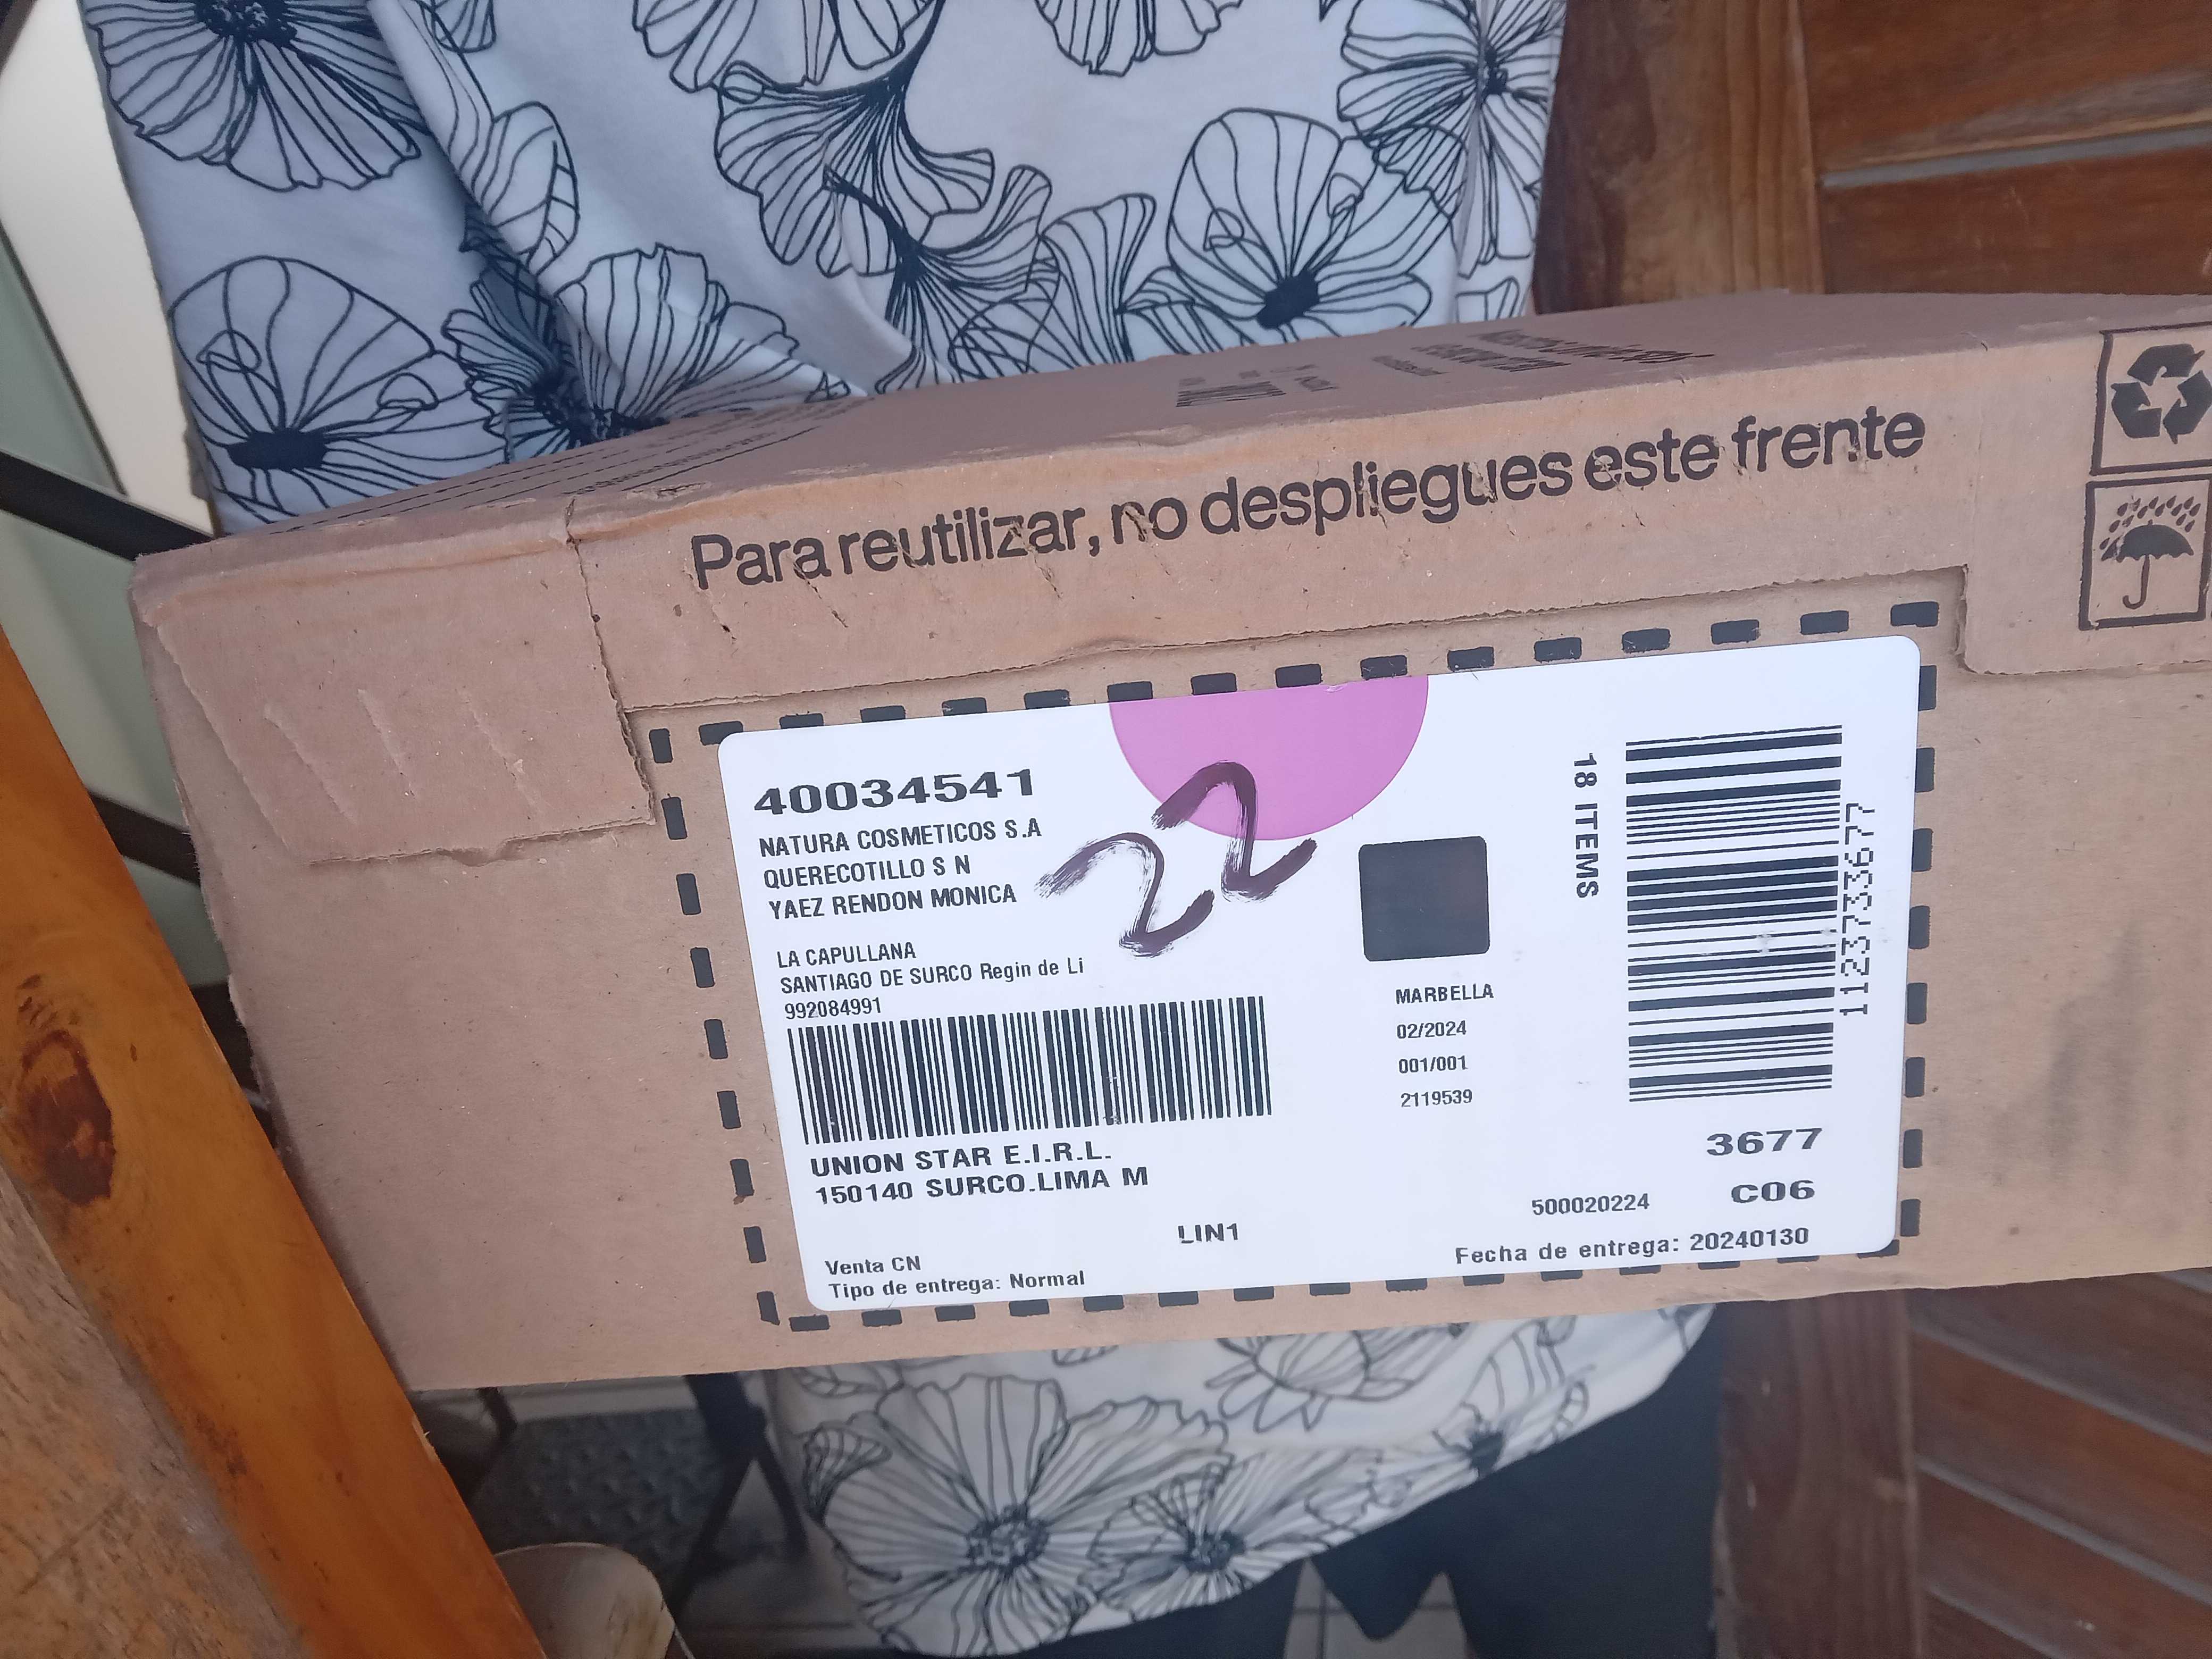 Para reutilizar, no despliegues este frente
40034541
NATURA COSMETICOS S.A
QUERECOTILLO S N
YAEZ RENDON MONICA
22
LA CAPULLANA
SANTIAGO DE SURCO Regin de Li
992084991
UNION STAR E.I.R.L.
150140 SURCO.LIMA M
LIN1
Venta CN
Tipo de entrega: Normal
MARBELLA
02/2024
001/001
2119539
18 ITEMS
1123733677
3677
500020224
C06
Fecha de entrega: 20240130